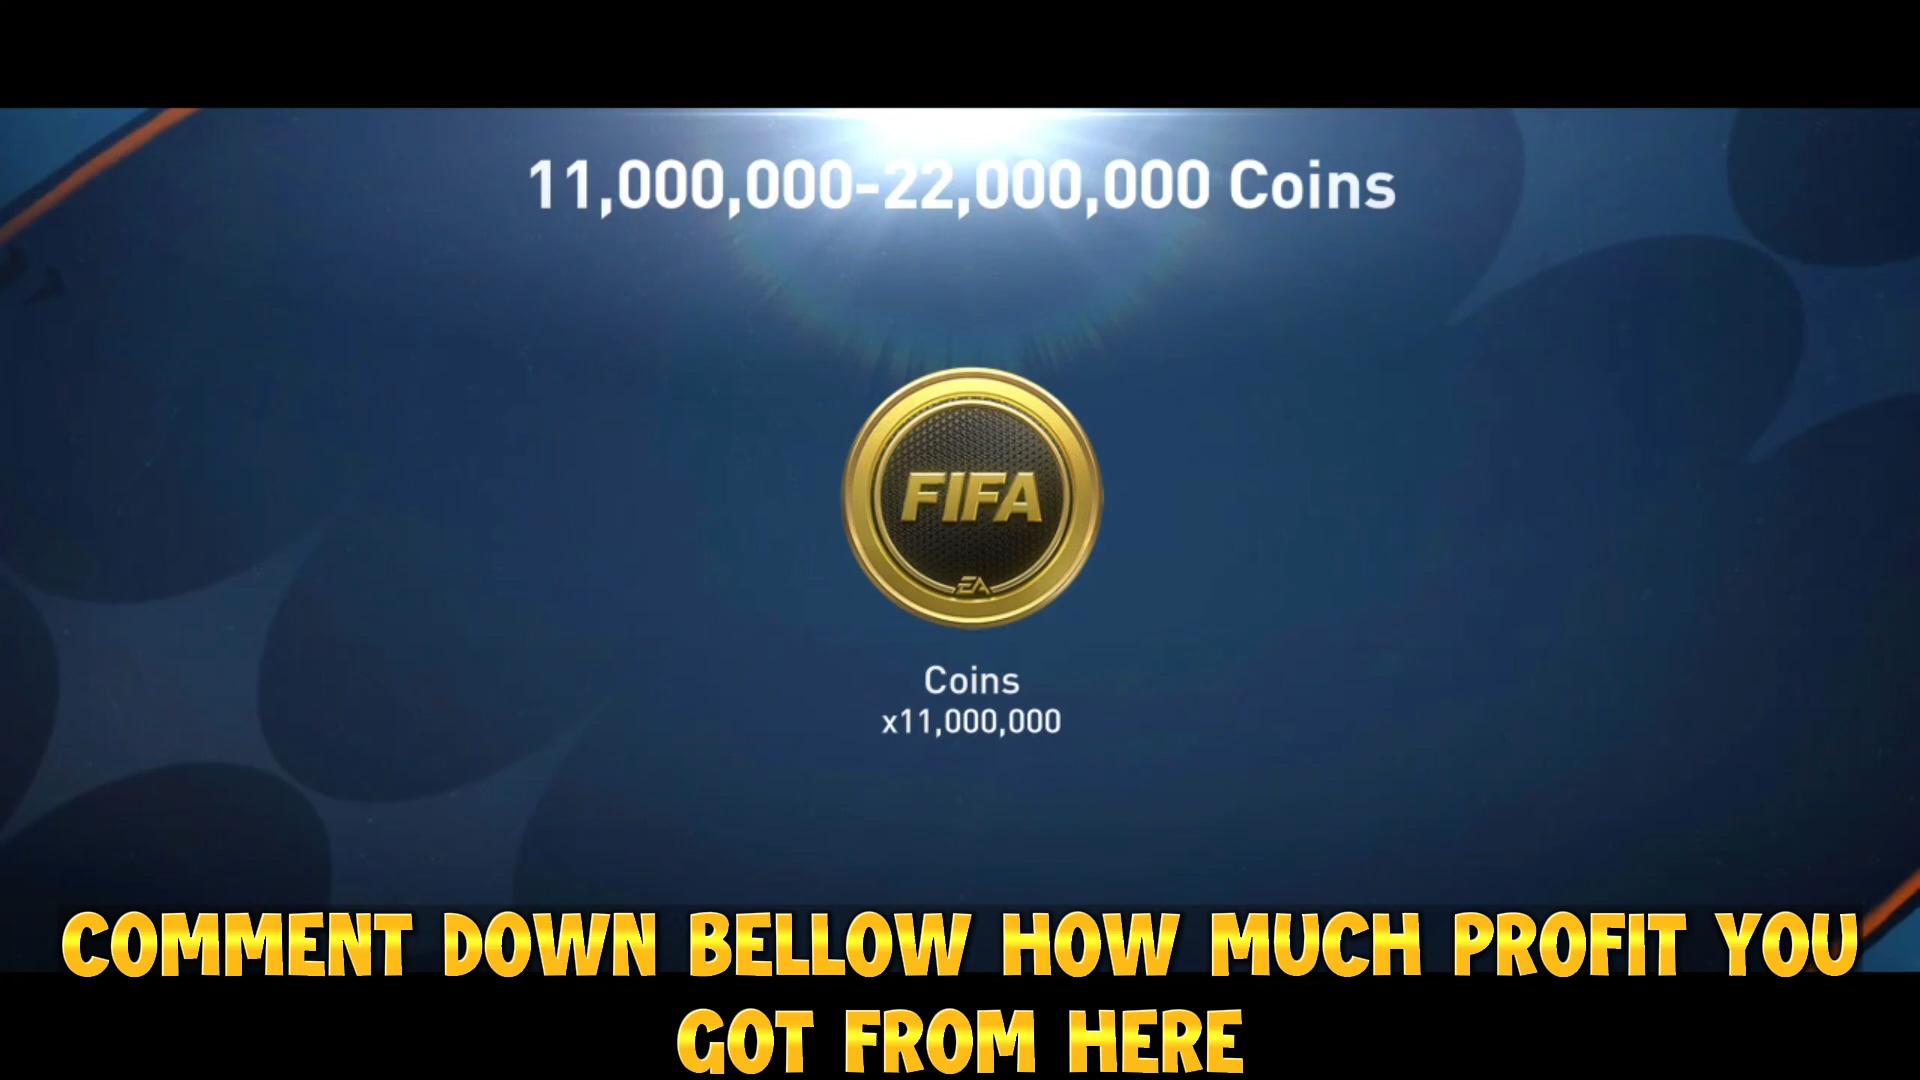 11,000,000-22,000,000 Coins
FIFA
EA
Coins
x11,000,000
COMMENT DOWN BELLOW HOW MUCH PROFIT YOU
GOT FROM HERE